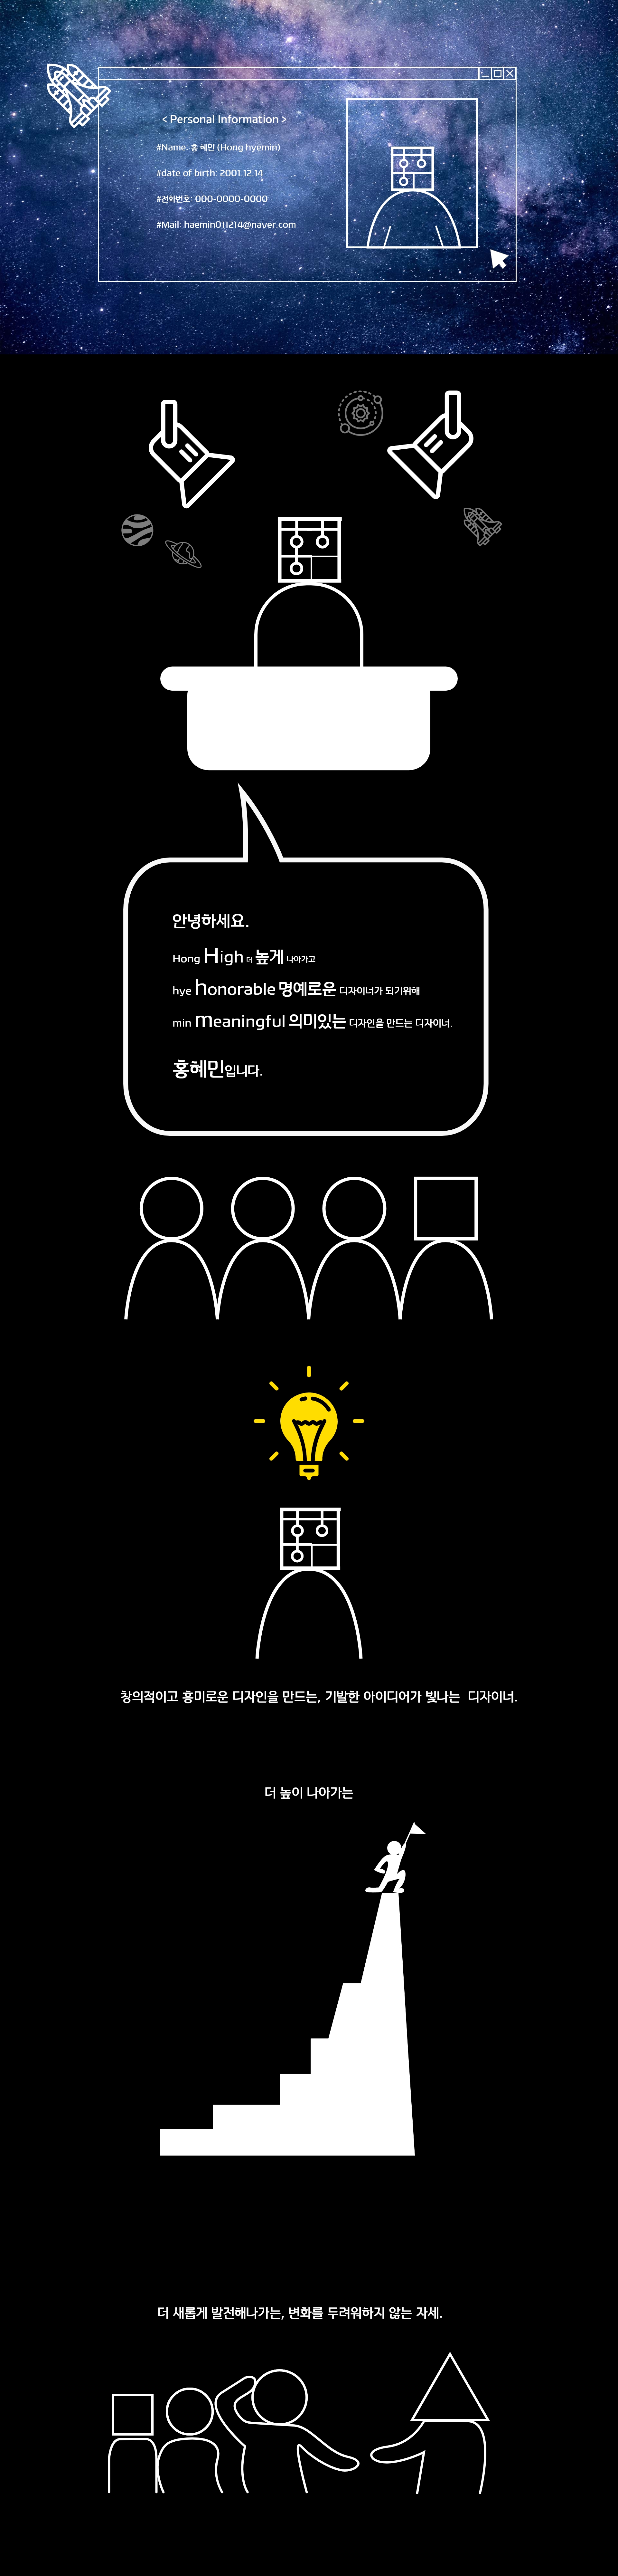 < Personal Information >
#Name: 홍 혜민 (Hong hyemin)
#date of birth: 2001.12.14
#전화번호: 000-0000-0000
#Mail: haemin011214@naver.com
안녕하세요.
Hong High 더 높게 나아가고
hye honorable 명예로운 디자이너가 되기위해
min meaningful 의미있는 디자인을 만드는 디자이너.
홍혜민입니다.
창의적이고 흥미로운 디자인을 만드는, 기발한 아이디어가 빛나는 디자이너.
더 높이 나아가는
더 새롭게 발전해나가는, 변화를 두려워하지 않는 자세.